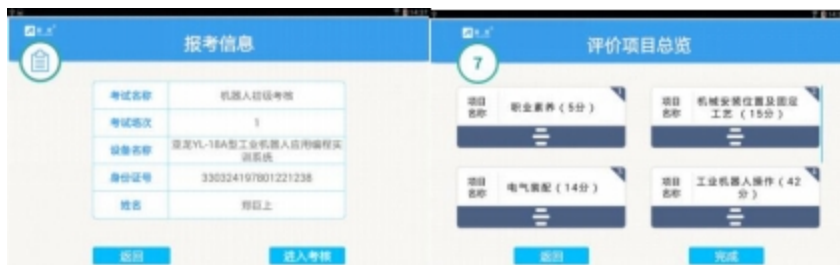 报考信息
考试名称
机器人初级考核
考试场次
1
设备名称
亚龙YL-18A型工业机器人应用编程实
训系统
身份证号
330324197801221238
姓名
郑巨上
返回
进入考核
评价项目总览
7
项目
名称
职业素养（5分）
项目
名称
机械安装位置及固定
工艺（15分）
项目
名称
电气装配（14分）
项目
名称
工业机器人操作（42
分）
返回
完成